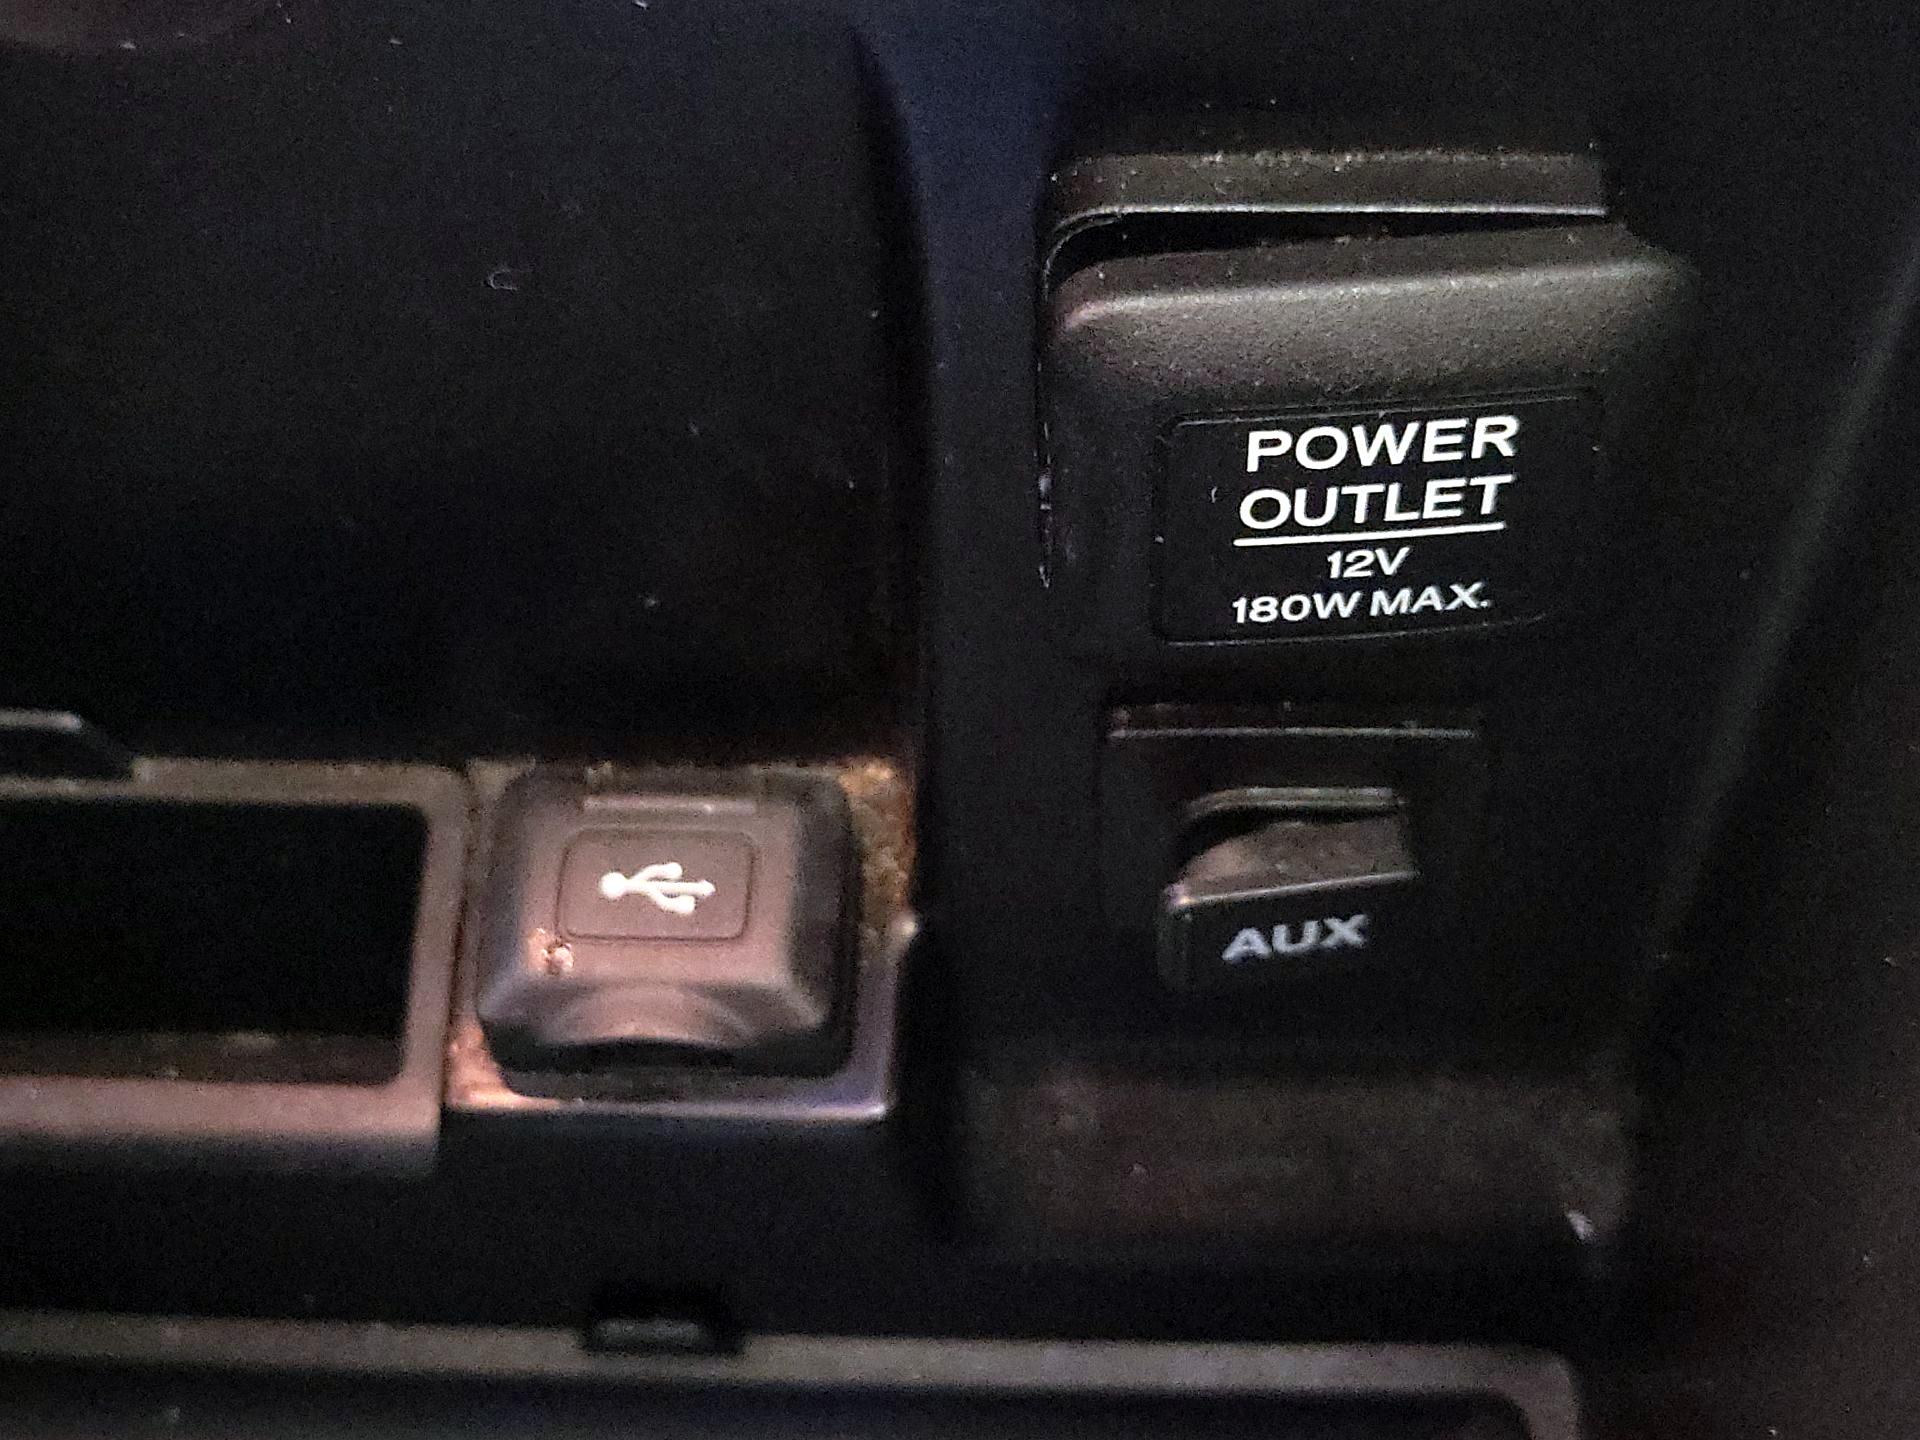 POWER
OUTLET
12V
180W MAX.
AUX